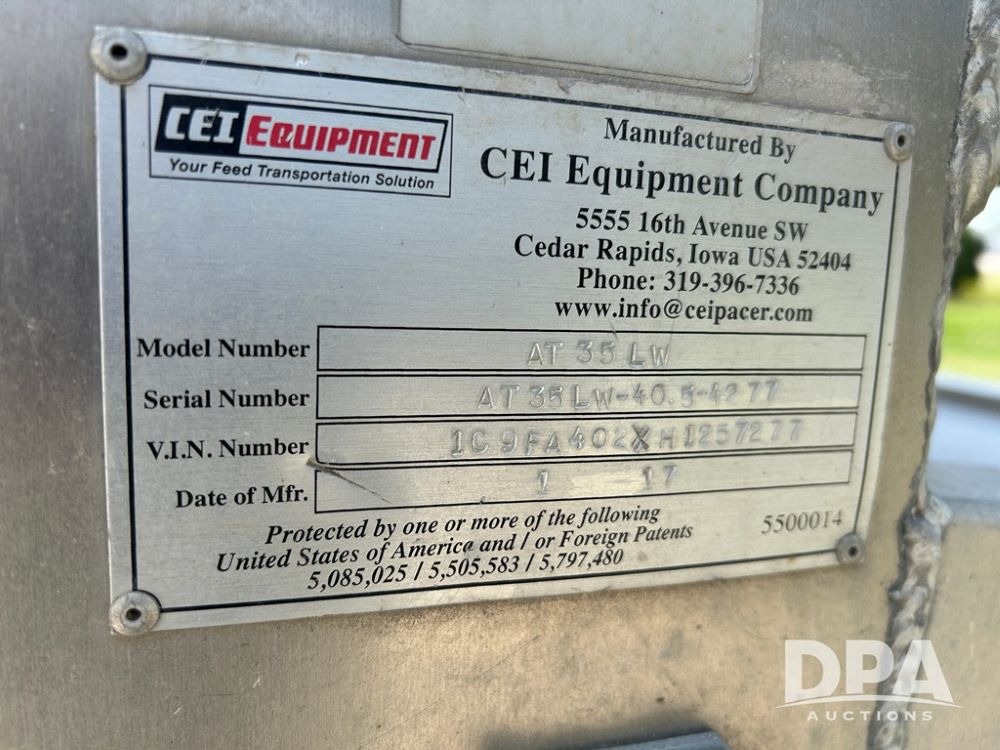 CEI EQUIPMENT
Your Feed Transportation Solution
Manufactured By
CEI Equipment Company
5555 16th Avenue SW
Cedar Rapids, Iowa USA 52404
Phone: 319-396-7336
www.info@ceipacer.com
Model Number AT 35 LW
Serial Number AT35LW-40.5-4277
V.I.N. Number 1C9FA402XH1257277
Date of Mfr. 1 17
Protected by one or more of the following
United States of America and / or Foreign Patents
5,085,025 / 5,505,583 / 5,797,480
5500014
DPA
AUCTIONS